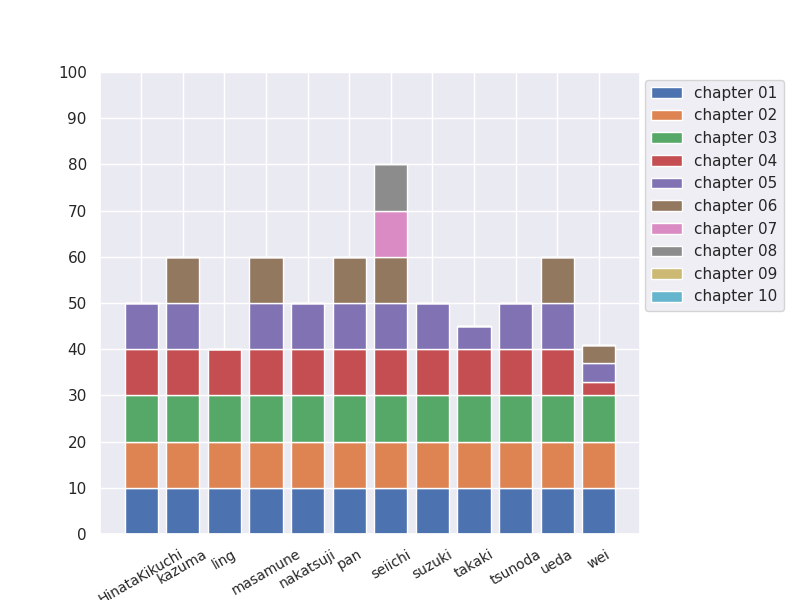 100
90
80
70
60
50
40
30
20
10
0
HinataKikuchi
kazuma
ling
masamune
nakatsuji
pan
seiichi
suzuki
takaki
tsunoda
ueda
wei
chapter 01
chapter 02
chapter 03
chapter 04
chapter 05
chapter 06
chapter 07
chapter 08
chapter 09
chapter 10